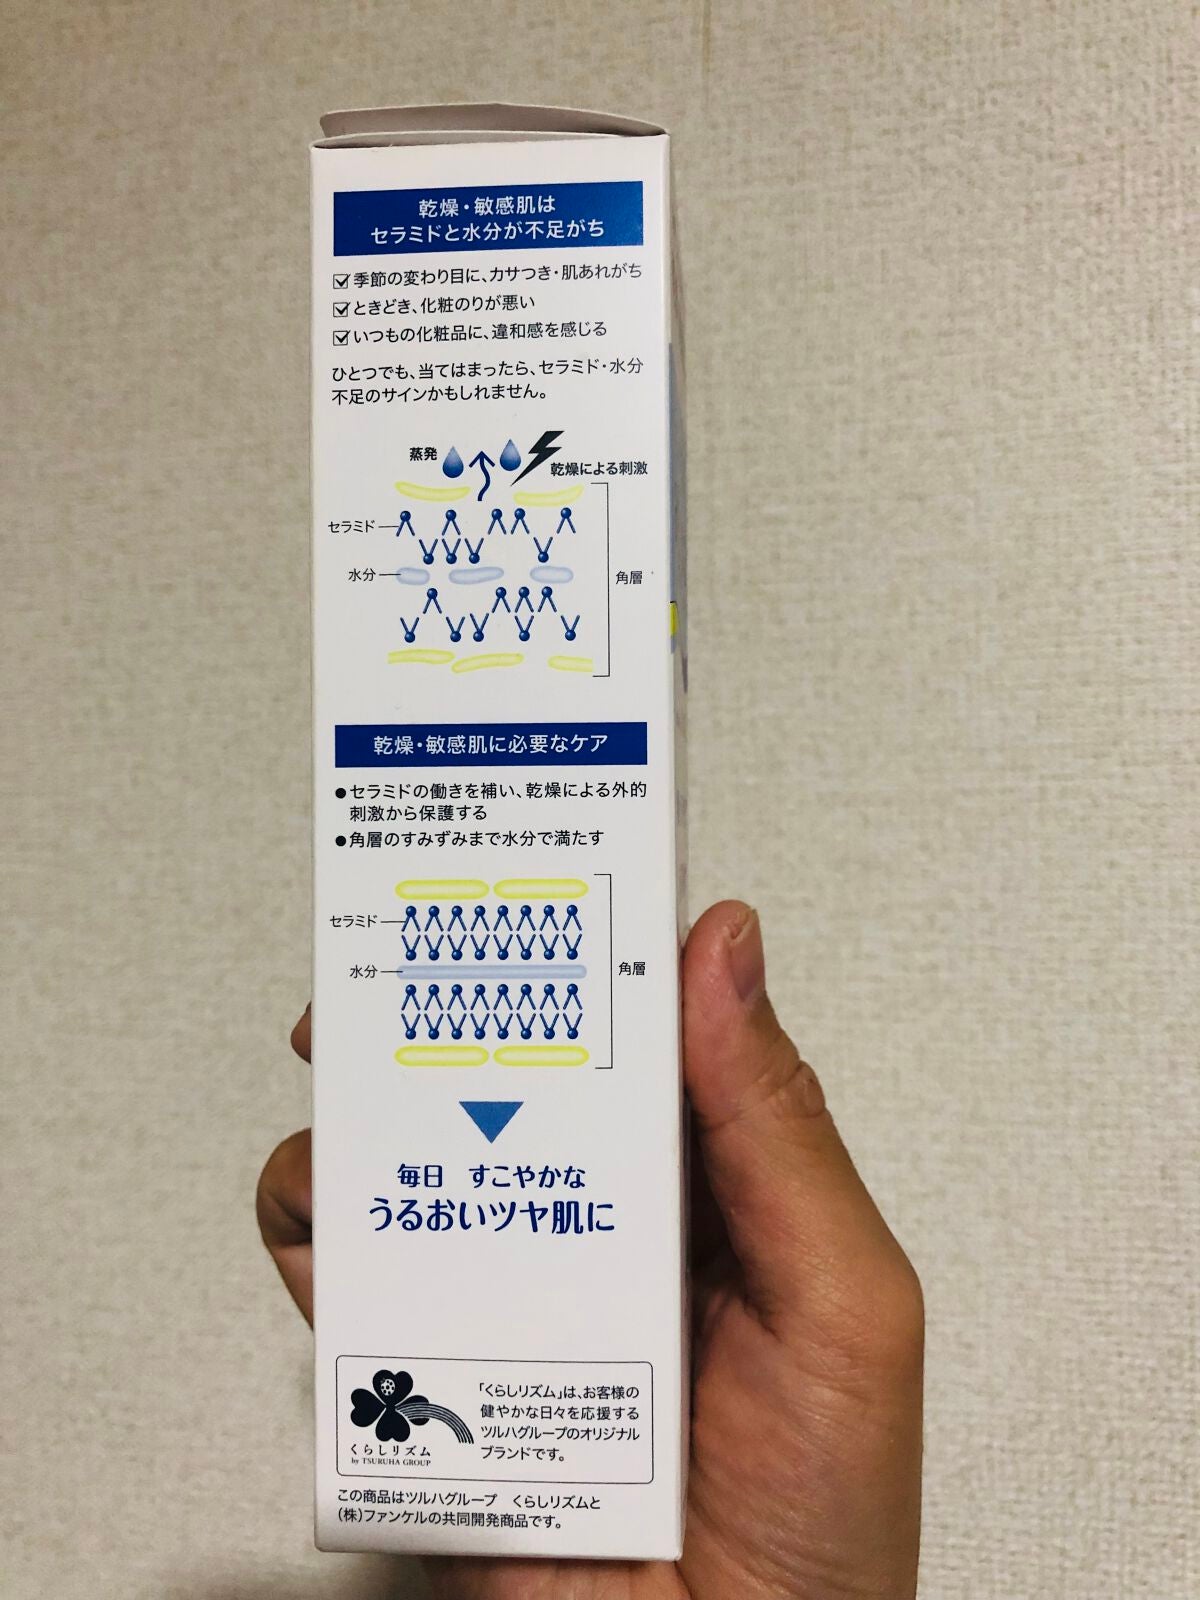 乾燥・敏感肌は
セラミドと水分が不足がち
季節の変わり目に、カサつき・肌あれがち
ときどき、化粧のりが悪い
いつもの化粧品に、違和感を感じる
ひとつでも、当てはまったら、セラミド・水分
不足のサインかもしれません。
蒸発
乾燥による刺激
セラミド
水分
角層
乾燥・敏感肌に必要なケア
●セラミドの働きを補い、乾燥による外的
刺激から保護する
●角層のすみずみまで水分で満たす
セラミド
水分
角層
毎日 すこやかな
うるおいツヤ肌に
くらしリズム
by TSURUHA GROUP
「くらしリズム」は、お客様の
健やかな日々を応援する
ツルハグループのオリジナル
ブランドです。
この商品はツルハグループ くらしリズムと
(株)ファンケルの共同開発商品です。